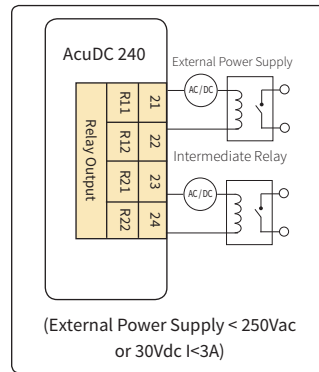 AcuDC 240
External Power Supply
AC/DC
Relay Output
R11 21
R12 22
Intermediate Relay
R21 23
AC/DC
R22 24
(External Power Supply < 250Vac
or 30Vdc I<3A)